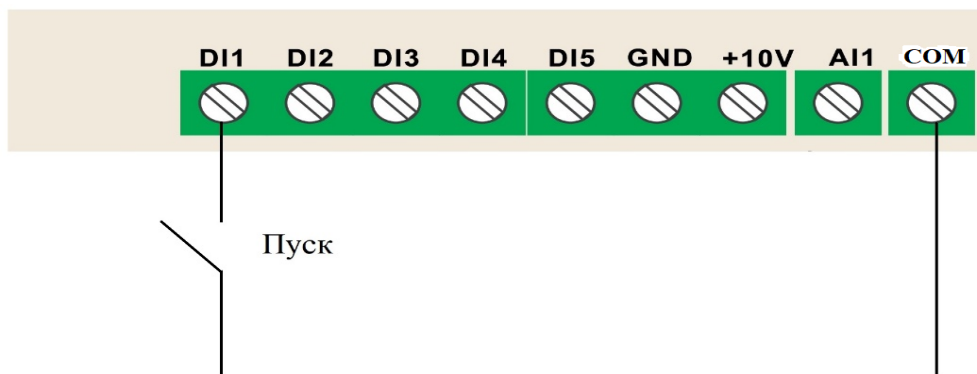 DI1 DI2 DI3 DI4 DI5 GND +10V AI1 COM
Пуск